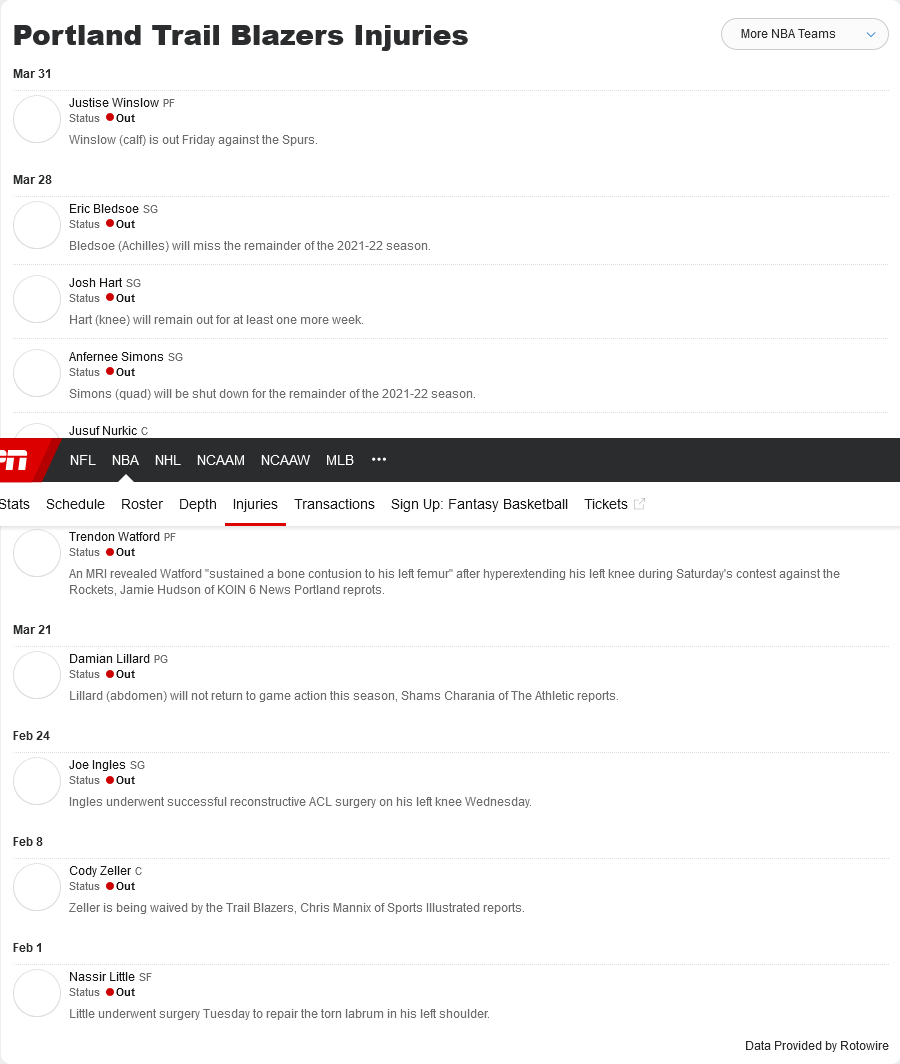 Portland Trail Blazers Injuries
More NBA Teams
Mar 31
Justise Winslow PF
Status Out
Winslow (calf) is out Friday against the Spurs.
Mar 28
Eric Bledsoe SG
Status Out
Bledsoe (Achilles) will miss the remainder of the 2021-22 season.
Josh Hart SG
Status Out
Hart (knee) will remain out for at least one more week.
Anfernee Simons SG
Status Out
Simons (quad) will be shut down for the remainder of the 2021-22 season.
Jusuf Nurkic C
NFL NBA NHL NCAAM NCAAW MLB •••
Stats Schedule Roster Depth Injuries Transactions Sign Up: Fantasy Basketball Tickets
Trendon Watford PF
Status Out
An MRI revealed Watford "sustained a bone contusion to his left femur" after hyperextending his left knee during Saturday's contest against the
Rockets, Jamie Hudson of KOIN 6 News Portland reprots.
Mar 21
Damian Lillard PG
Status Out
Lillard (abdomen) will not return to game action this season, Shams Charania of The Athletic reports.
Feb 24
Joe Ingles SG
Status Out
Ingles underwent successful reconstructive ACL surgery on his left knee Wednesday.
Feb 8
Cody Zeller C
Status Out
Zeller is being waived by the Trail Blazers, Chris Mannix of Sports Illustrated reports.
Feb 1
Nassir Little SF
Status Out
Little underwent surgery Tuesday to repair the torn labrum in his left shoulder.
Data Provided by Rotowire